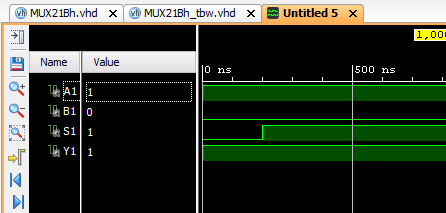 MUX21Bh.vhd MUX21Bh_tbw.vhd Untitled 5
1,000
Name Value
0 ns 500 ns
A1 1
B1 0
S1 1
Y1 1